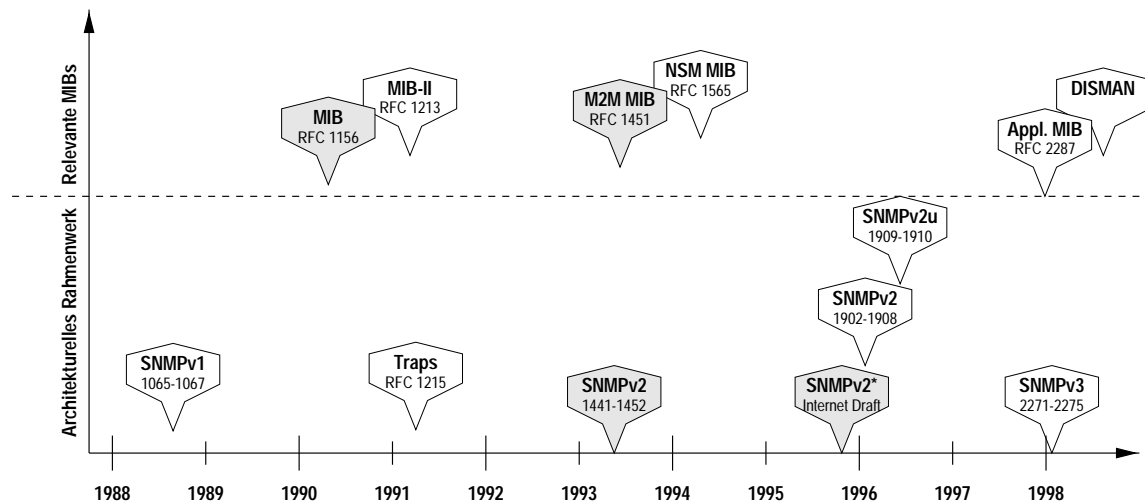 Relevante MIBs
MIB-II
RFC 1213
MIB
RFC 1156
NSM MIB
RFC 1565
M2M MIB
RFC 1451
DISMAN
Appl. MIB
RFC 2287
Architekturelles Rahmenwerk
SNMPv2u
1909-1910
SNMPv2
1902-1908
SNMPv1
1065-1067
Traps
RFC 1215
SNMPv2
1441-1452
SNMPv2*
Internet Draft
SNMPv3
2271-2275
1988 1989 1990 1991 1992 1993 1994 1995 1996 1997 1998